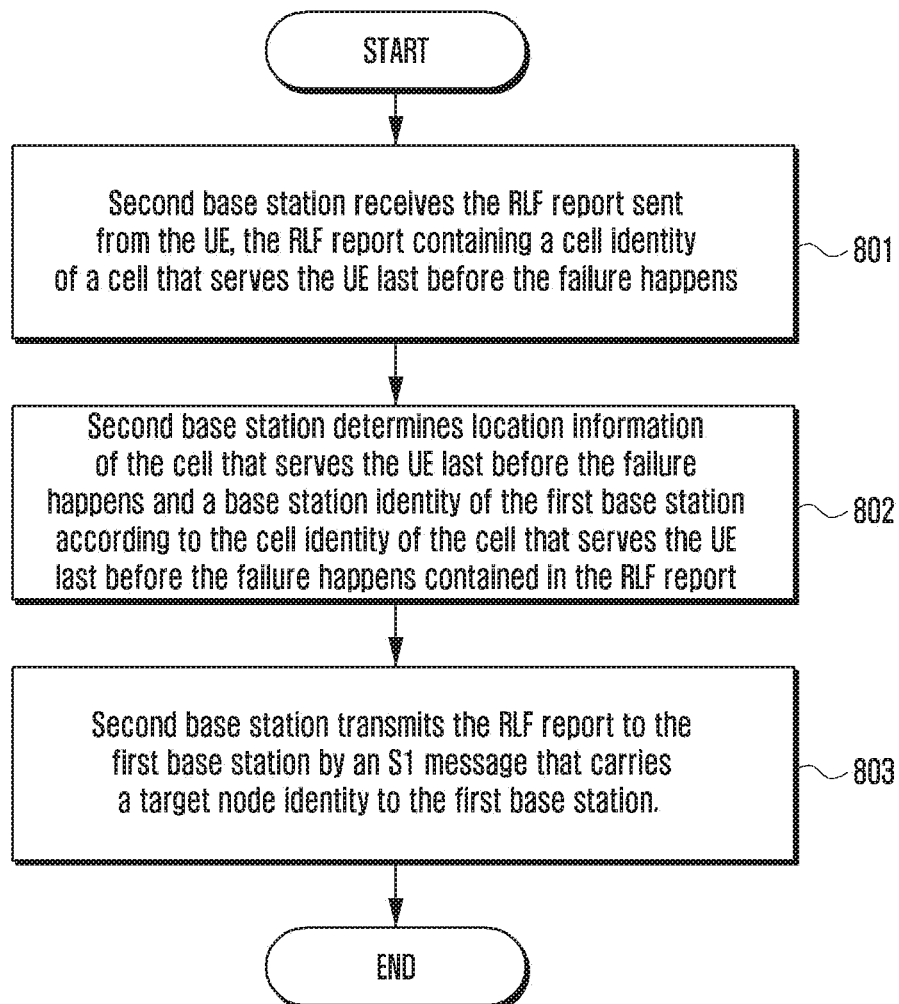 START
Second base station receives the RLF report sent
from the UE, the RLF report containing a cell identity
of a cell that serves the UE last before the failure happens
801
Second base station determines location information
of the cell that serves the UE last before the failure
happens and a base station identity of the first base station
according to the cell identity of the cell that serves the UE
last before the failure happens contained in the RLF report
802
Second base station transmits the RLF report to the
first base station by an S1 message that carries
a target node identity to the first base station.
803
END